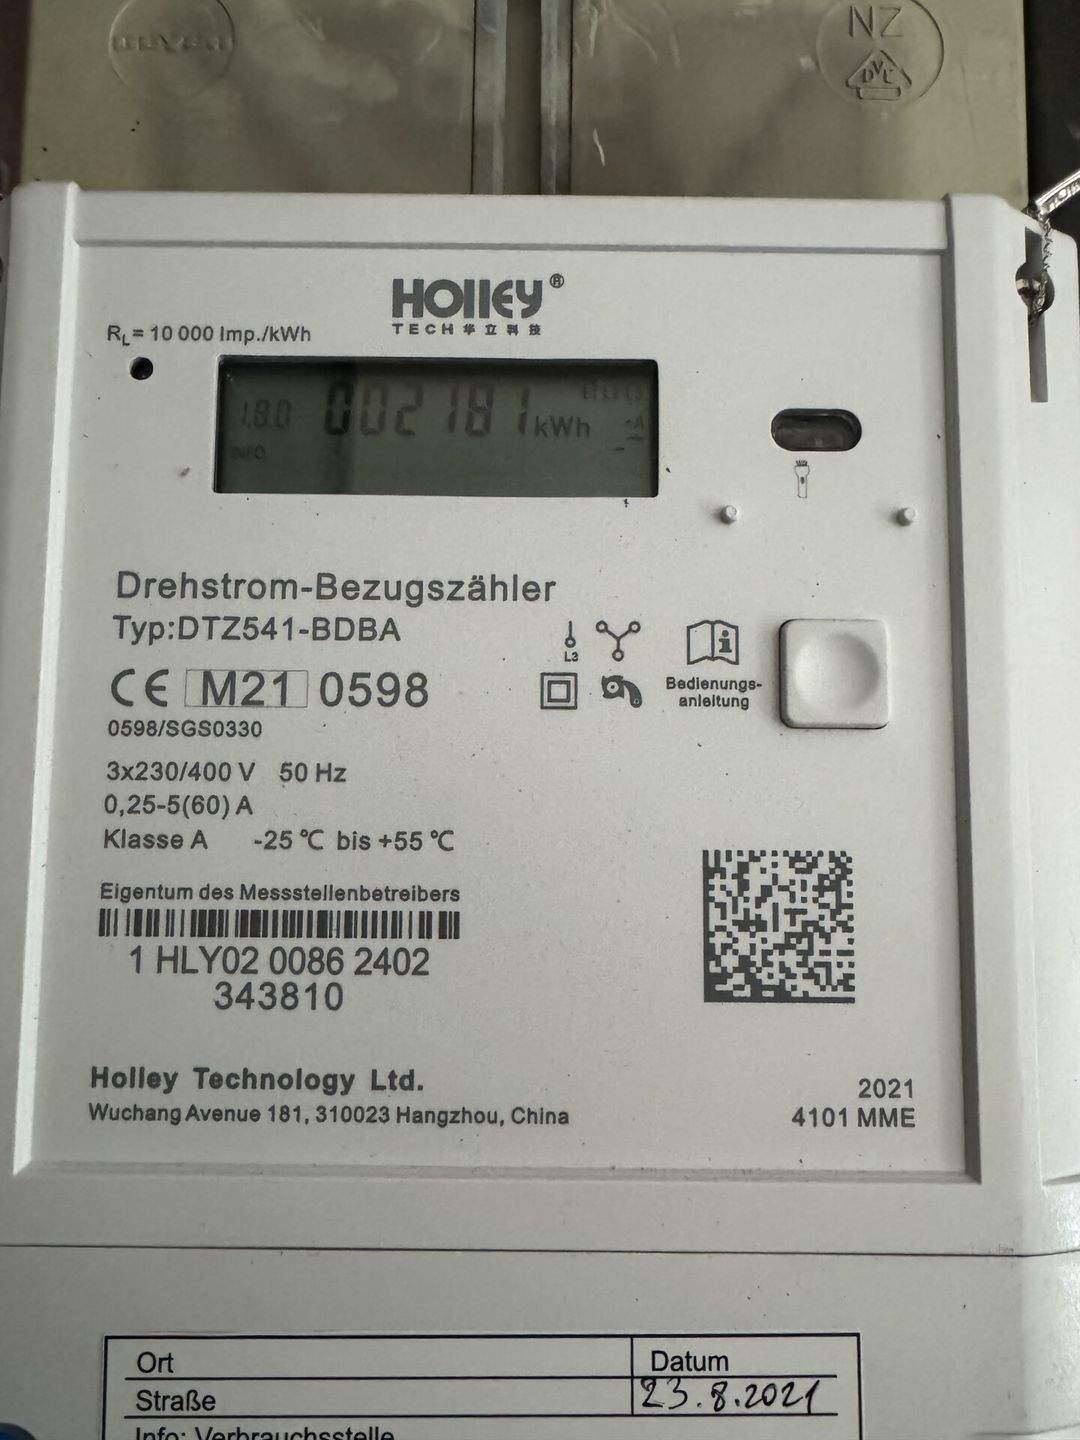 NZ
DVE
HOLLEY®
TECH 华立科技
RL= 10 000 Imp./kWh
1.8.0 002181 kWh
INFO
Drehstrom-Bezugszähler
Typ:DTZ541-BDBA
L3
CE M21 0598
Bedienungs-
anleitung
0598/SGS0330
3x230/400 V 50 Hz
0,25-5(60) A
Klasse A -25 ℃ bis +55 ℃
Eigentum des Messstellenbetreibers
1 HLY02 0086 2402
343810
Holley Technology Ltd.
Wuchang Avenue 181, 310023 Hangzhou, China
2021
4101 MME
Ort
Datum
Straße
23.8.2021
Info: Verbrauchsstelle